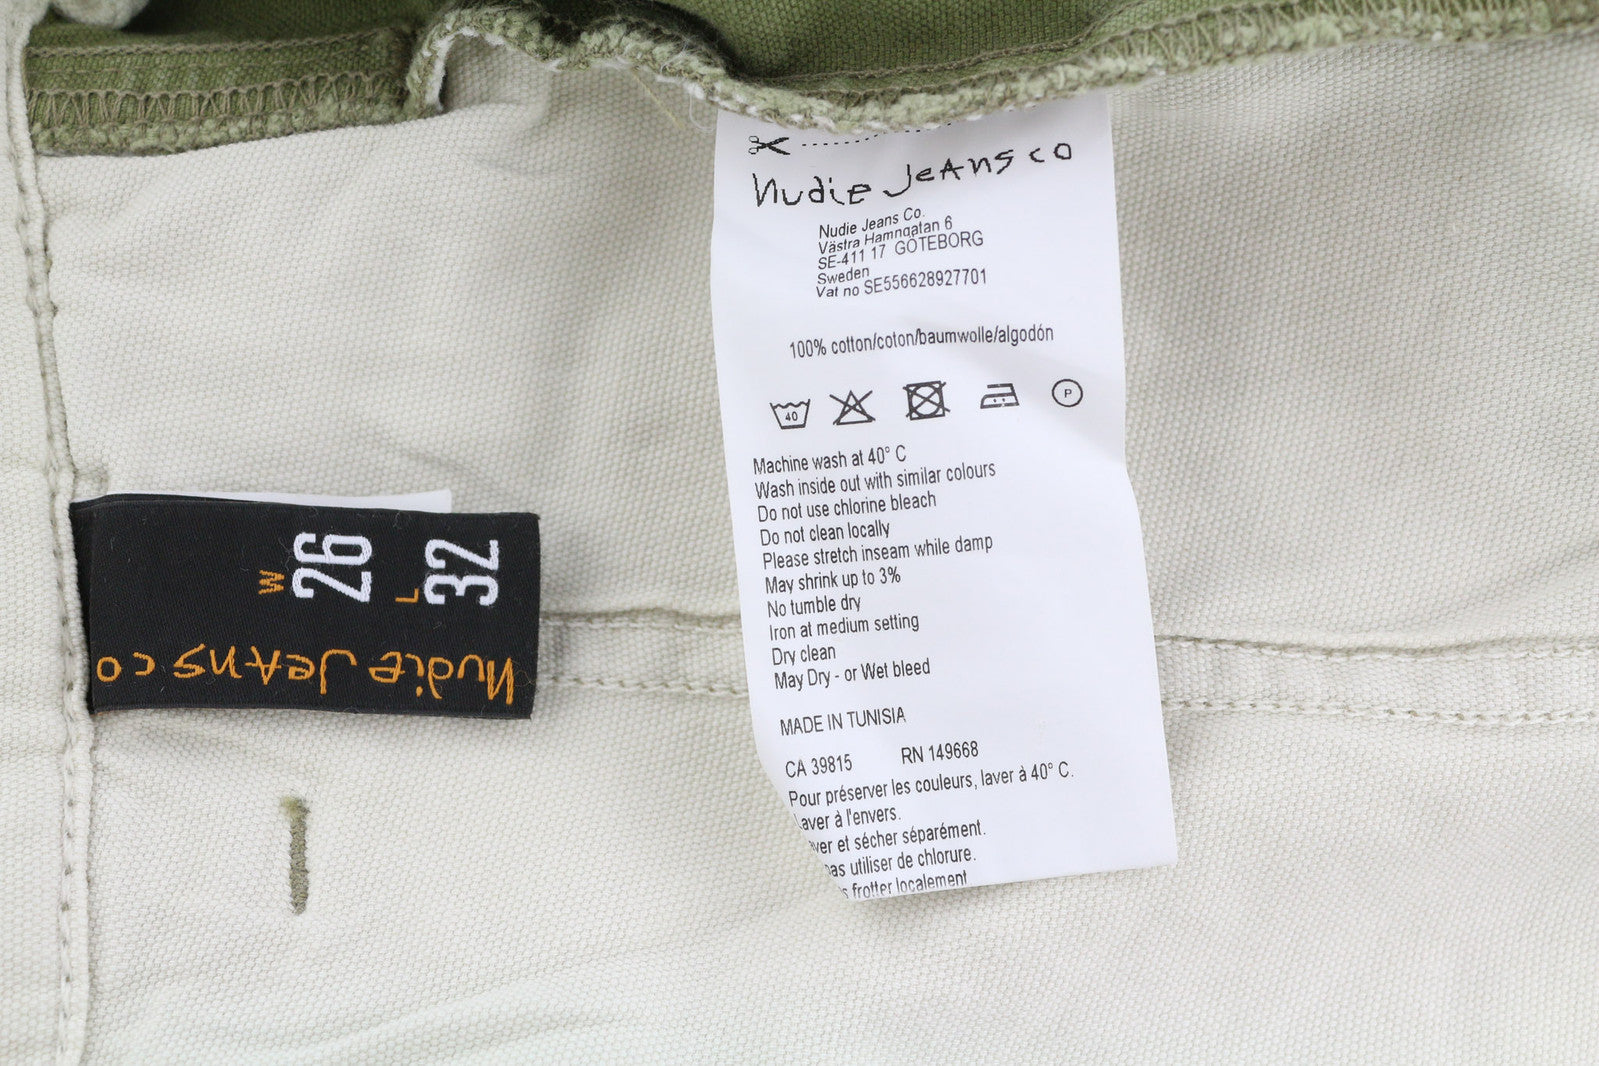 Nudie Jeans co
Nudie Jeans Co.
Västra Hamngatan 6
SE-411 17 GÖTEBORG
Sweden
Vat no SE556628927701
100% cotton/coton/baumwolle/algodón
40
P
Machine wash at 40° C
Wash inside out with similar colours
Do not use chlorine bleach
Do not clean locally
Please stretch inseam while damp
May shrink up to 3%
No tumble dry
Iron at medium setting
Dry clean
May Dry - or Wet bleed
MADE IN TUNISIA
CA 39815 RN 149668
Pour préserver les couleurs, laver à 40° C.
à l'envers.
et sécher séparément.
utiliser de chlorure.
frotter localement
W 26
L 32
Nudie Jeans co